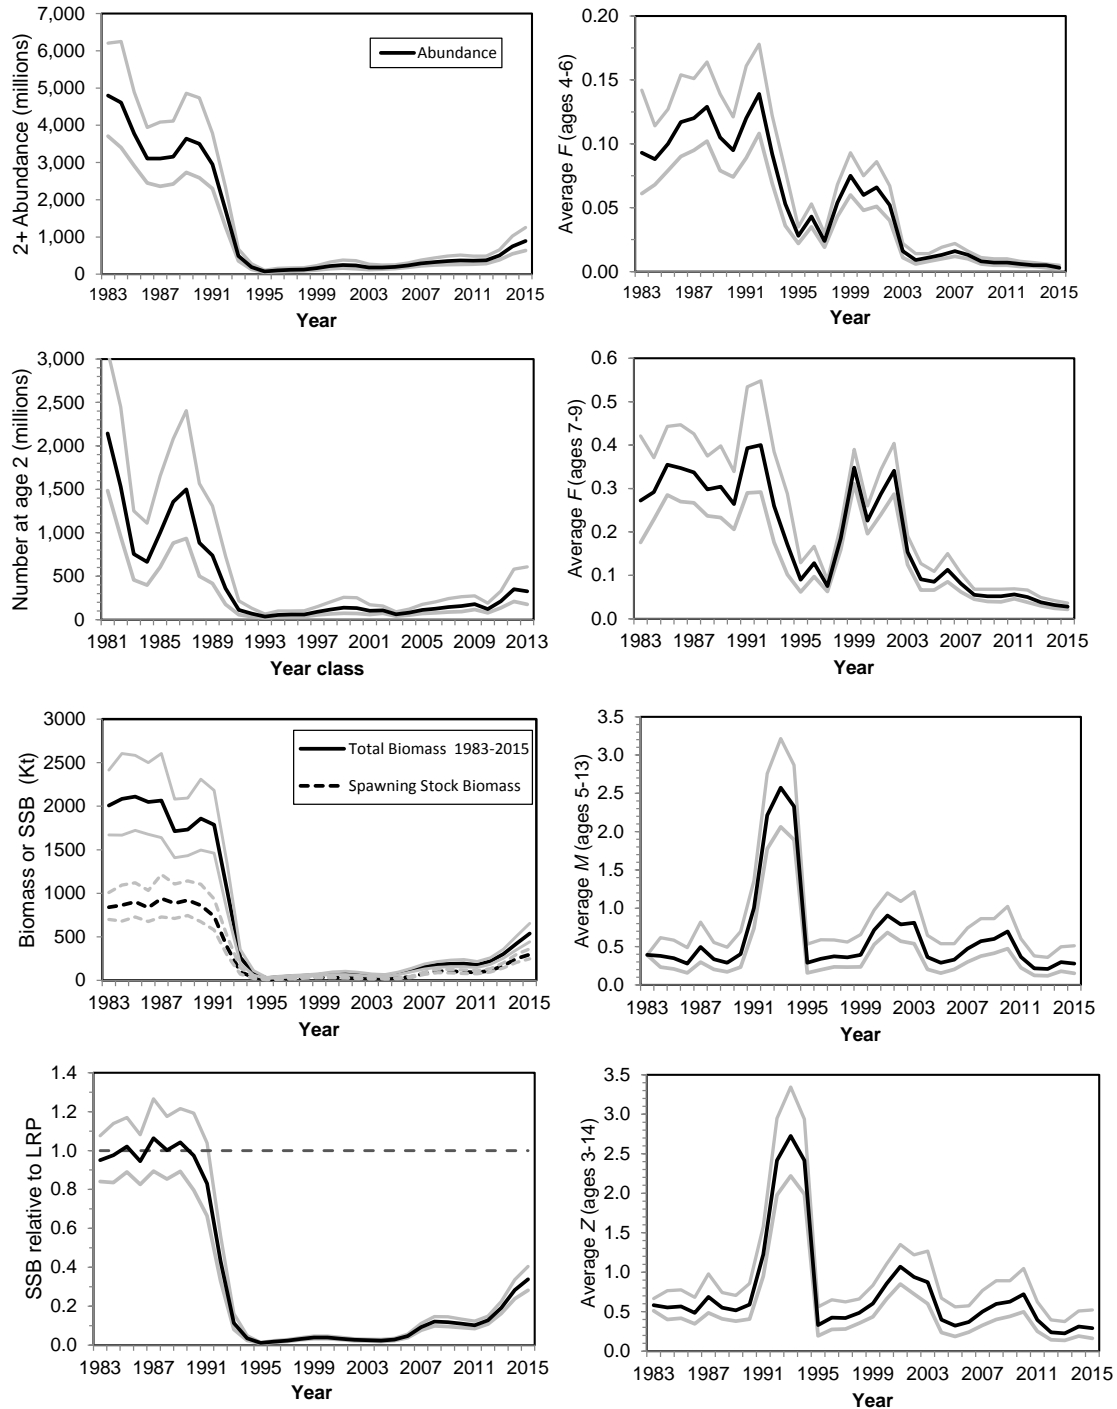 7,000
6,000
5,000
4,000
3,000
2,000
1,000
0
2+ Abundance (millions)
Abundance
1983 1987 1991 1995 1999 2003 2007 2011 2015
Year
0.20
0.15
0.10
0.05
0.00
Average F (ages 4-6)
1983 1987 1991 1995 1999 2003 2007 2011 2015
Year
3,000
2,500
2,000
1,500
1,000
500
0
Number at age 2 (millions)
1981 1985 1989 1993 1997 2001 2005 2009 2013
Year class
0.6
0.5
0.4
0.3
0.2
0.1
0.0
Average F (ages 7-9)
1983 1987 1991 1995 1999 2003 2007 2011 2015
Year
3000
2500
2000
1500
1000
500
0
Biomass or SSB (Kt)
Total Biomass 1983-2015
Spawning Stock Biomass
1983 1987 1991 1995 1999 2003 2007 2011 2015
Year
3.5
3.0
2.5
2.0
1.5
1.0
0.5
0.0
Average M (ages 5-13)
1983 1987 1991 1995 1999 2003 2007 2011 2015
Year
1.4
1.2
1.0
0.8
0.6
0.4
0.2
0.0
SSB relative to LRP
1983 1987 1991 1995 1999 2003 2007 2011 2015
Year
3.5
3.0
2.5
2.0
1.5
1.0
0.5
0.0
Average Z (ages 3-14)
1983 1987 1991 1995 1999 2003 2007 2011 2015
Year